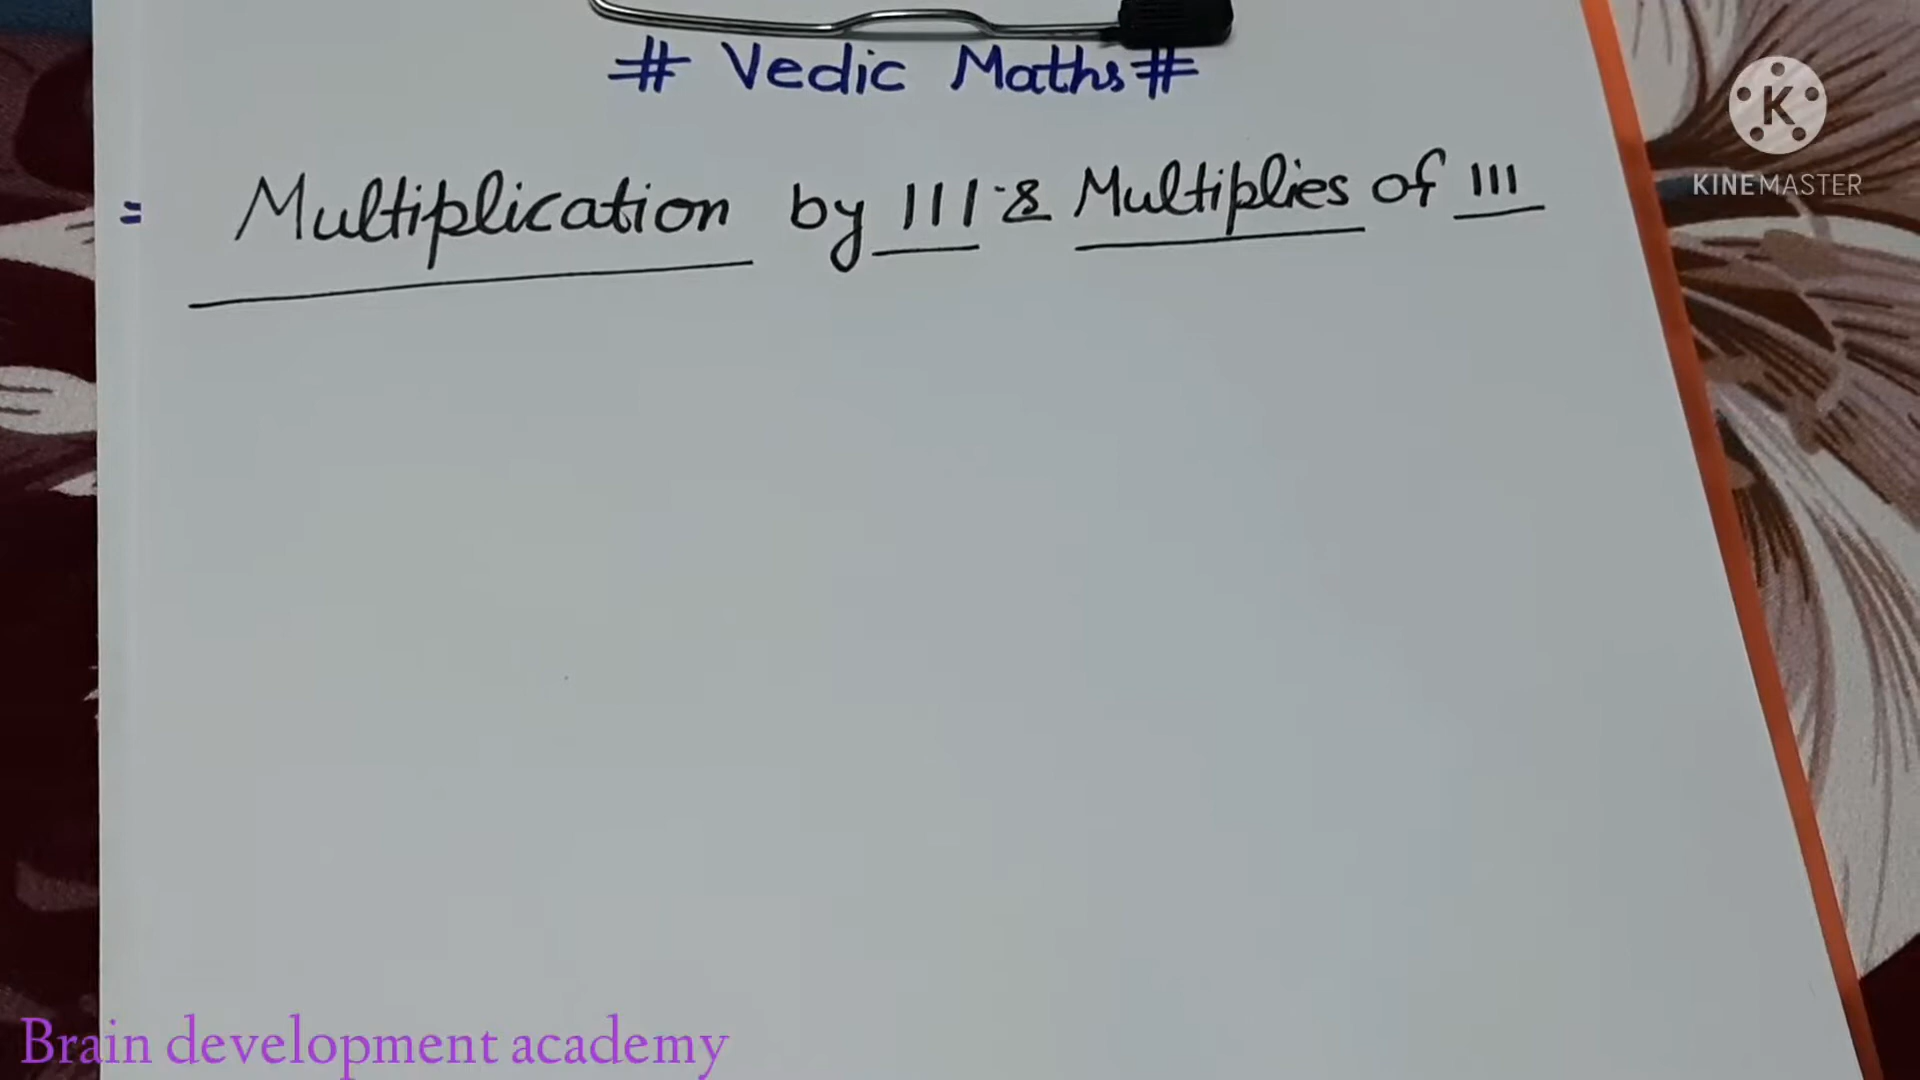 # Vedic Maths #
= Multiplication by 111 & Multiplies of 111
K
KINEMASTER
Brain development academy